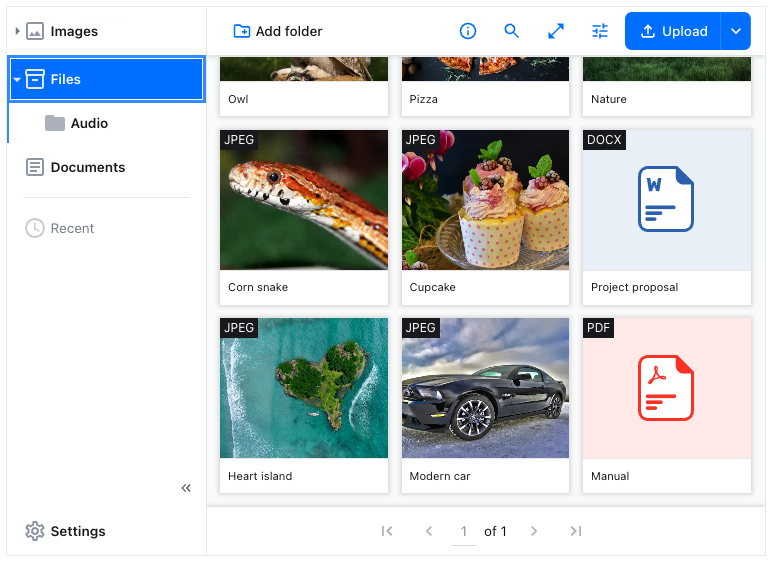 Images
Files
Audio
Documents
Recent
Settings
Add folder
Upload
Owl
Pizza
Nature
JPEG
JPEG
DOCX
W
Corn snake
Cupcake
Project proposal
JPEG
JPEG
PDF
Heart island
Modern car
Manual
1 of 1